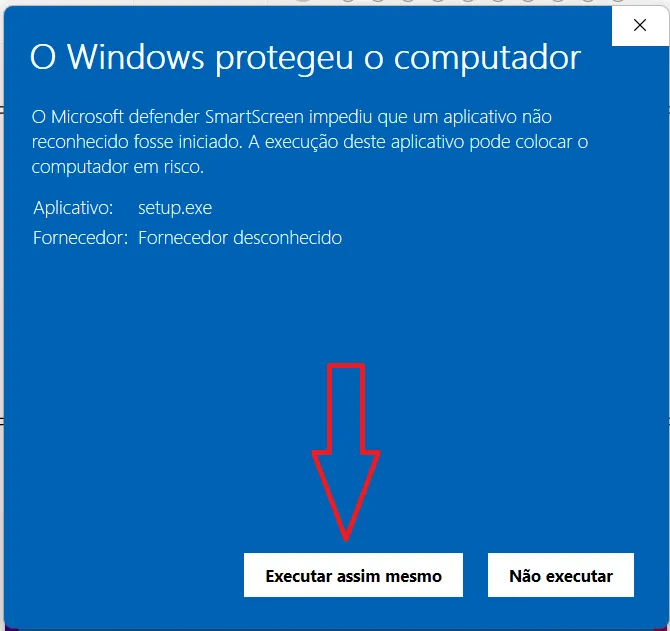 O Windows protegeu o computador
O Microsoft defender SmartScreen impediu que um aplicativo não
reconhecido fosse iniciado. A execução deste aplicativo pode colocar o
computador em risco.
Aplicativo: setup.exe
Fornecedor: Fornecedor desconhecido
Executar assim mesmo Não executar